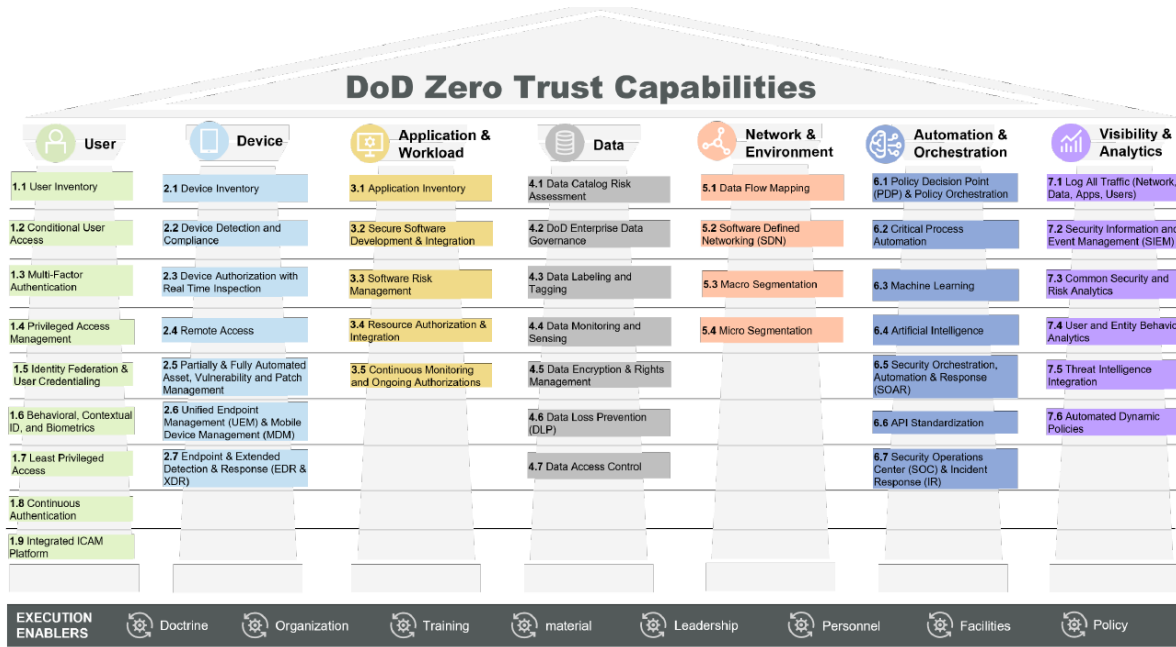 DoD Zero Trust Capabilities
User
1.1 User Inventory
1.2 Conditional User
Access
1.3 Multi-Factor
Authentication
1.4 Privileged Access
Management
1.5 Identity Federation &
User Credentialing
1.6 Behavioral, Contextual
ID, and Biometrics
1.7 Least Privileged
Access
1.8 Continuous
Authentication
1.9 Integrated ICAM
Platform
Device
2.1 Device Inventory
2.2 Device Detection and
Compliance
2.3 Device Authorization with
Real Time Inspection
2.4 Remote Access
2.5 Partially & Fully Automated
Asset, Vulnerability and Patch
Management
2.6 Unified Endpoint
Management (UEM) & Mobile
Device Management (MDM)
2.7 Endpoint & Extended
Detection & Response (EDR &
XDR)
Application &
Workload
3.1 Application Inventory
3.2 Secure Software
Development & Integration
3.3 Software Risk
Management
3.4 Resource Authorization &
Integration
3.5 Continuous Monitoring
and Ongoing Authorizations
Data
4.1 Data Catalog Risk
Assessment
4.2 DoD Enterprise Data
Governance
4.3 Data Labeling and
Tagging
4.4 Data Monitoring and
Sensing
4.5 Data Encryption & Rights
Management
4.6 Data Loss Prevention
(DLP)
4.7 Data Access Control
Network &
Environment
5.1 Data Flow Mapping
5.2 Software Defined
Networking (SDN)
5.3 Macro Segmentation
5.4 Micro Segmentation
Automation &
Orchestration
6.1 Policy Decision Point
(PDP) & Policy Orchestration
6.2 Critical Process
Automation
6.3 Machine Learning
6.4 Artificial Intelligence
6.5 Security Orchestration,
Automation & Response
(SOAR)
6.6 API Standardization
6.7 Security Operations
Center (SOC) & Incident
Response (IR)
Visibility &
Analytics
7.1 Log All Traffic (Network,
Data, Apps, Users)
7.2 Security Information and
Event Management (SIEM)
7.3 Common Security and
Risk Analytics
7.4 User and Entity Behavior
Analytics
7.5 Threat Intelligence
Integration
7.6 Automated Dynamic
Policies
EXECUTION
ENABLERS
Doctrine
Organization
Training
material
Leadership
Personnel
Facilities
Policy